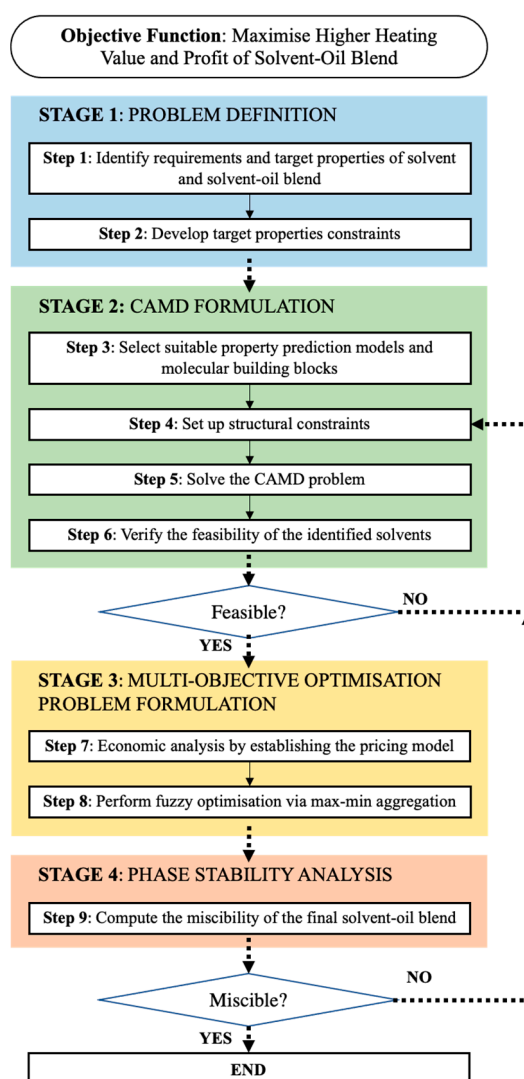 Objective Function: Maximise Higher Heating
Value and Profit of Solvent-Oil Blend
STAGE 1: PROBLEM DEFINITION
Step 1: Identify requirements and target properties of solvent
and solvent-oil blend
Step 2: Develop target properties constraints
STAGE 2: CAMD FORMULATION
Step 3: Select suitable property prediction models and
molecular building blocks
Step 4: Set up structural constraints
Step 5: Solve the CAMD problem
Step 6: Verify the feasibility of the identified solvents
Feasible?
NO
YES
STAGE 3: MULTI-OBJECTIVE OPTIMISATION
PROBLEM FORMULATION
Step 7: Economic analysis by establishing the pricing model
Step 8: Perform fuzzy optimisation via max-min aggregation
STAGE 4: PHASE STABILITY ANALYSIS
Step 9: Compute the miscibility of the final solvent-oil blend
Miscible?
NO
YES
END